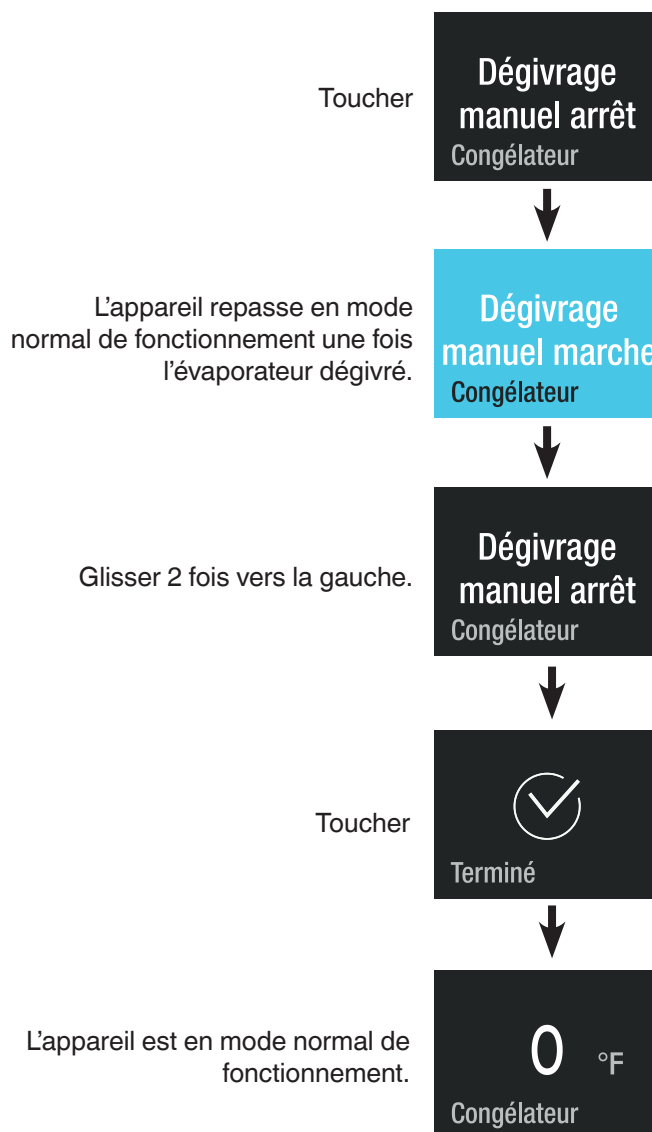 Toucher
Dégivrage
manuel arrêt
Congélateur
L'appareil repasse en mode
normal de fonctionnement une fois
l'évaporateur dégivré.
Dégivrage
manuel marche
Congélateur
Glisser 2 fois vers la gauche.
Dégivrage
manuel arrêt
Congélateur
Toucher
Terminé
L'appareil est en mode normal de
fonctionnement.
0 °F
Congélateur